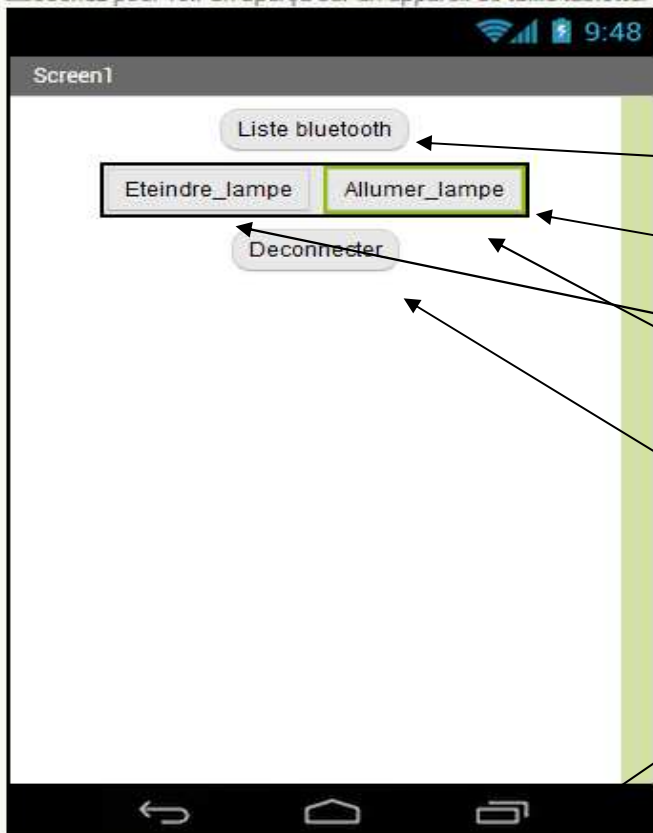 9:48
Screen1
Liste bluetooth
Eteindre_lampe Allumer_lampe
Deconnecter